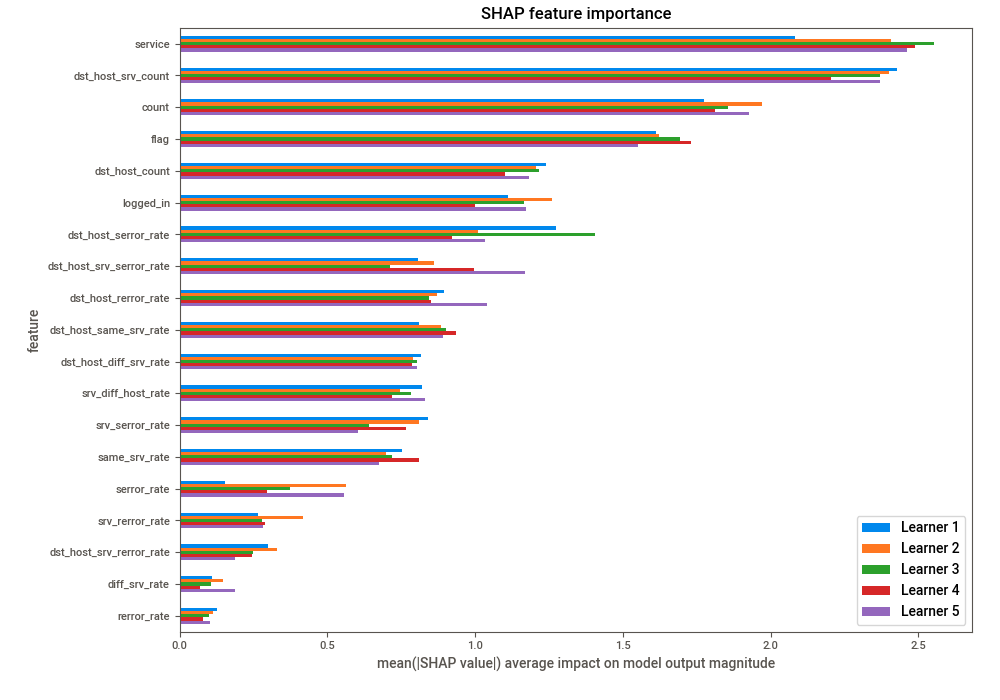 SHAP feature importance
service
dst_host_srv_count
count
flag
dst_host_count
logged_in
dst_host_serror_rate
dst_host_srv_serror_rate
dst_host_rerror_rate
dst_host_same_srv_rate
dst_host_diff_srv_rate
srv_diff_host_rate
srv_serror_rate
same_srv_rate
serror_rate
srv_rerror_rate
dst_host_srv_rerror_rate
diff_srv_rate
rerror_rate
feature
Learner 1
Learner 2
Learner 3
Learner 4
Learner 5
0.0 0.5 1.0 1.5 2.0 2.5
mean(|SHAP value|) average impact on model output magnitude